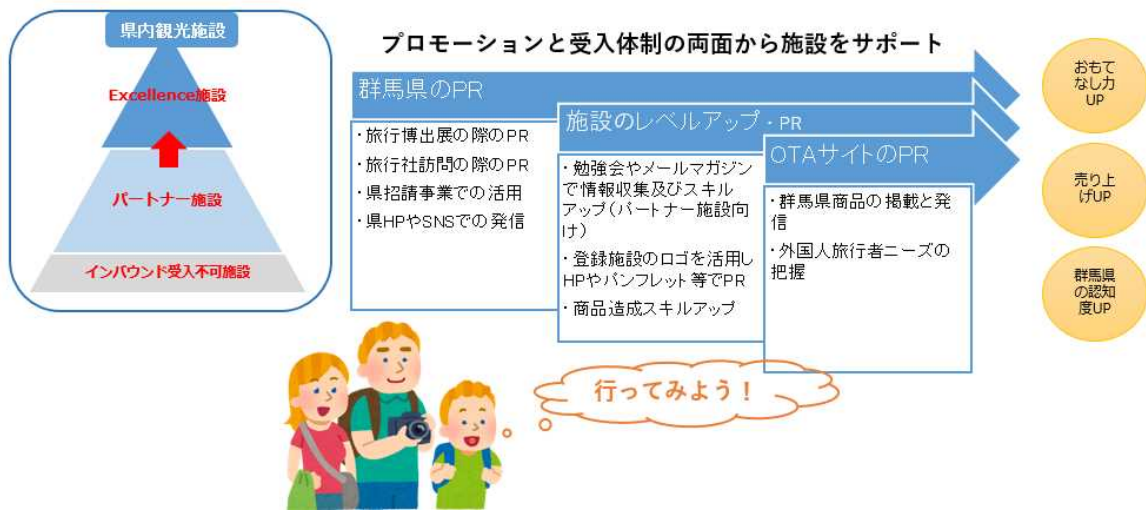 県内観光施設
Excellence施設
パートナー施設
インバウンド受入不可施設
プロモーションと受入体制の両面から施設をサポート
群馬県のPR
・旅行博出展の際のPR
・旅行社訪問の際のPR
・県招請事業での活用
・県HPやSNSでの発信
施設のレベルアップ・PR
・勉強会やメールマガジン
で情報収集及びスキル
アップ(パートナー施設向
け)
・登録施設のロゴを活用し
HPやパンフレット等でPR
・商品造成スキルアップ
OTAサイトのPR
・群馬県商品の掲載と発
信
・外国人旅行者ニーズの
把握
おもて
なし力
UP
売り上
げUP
群馬県
の認知
度UP
行ってみよう!